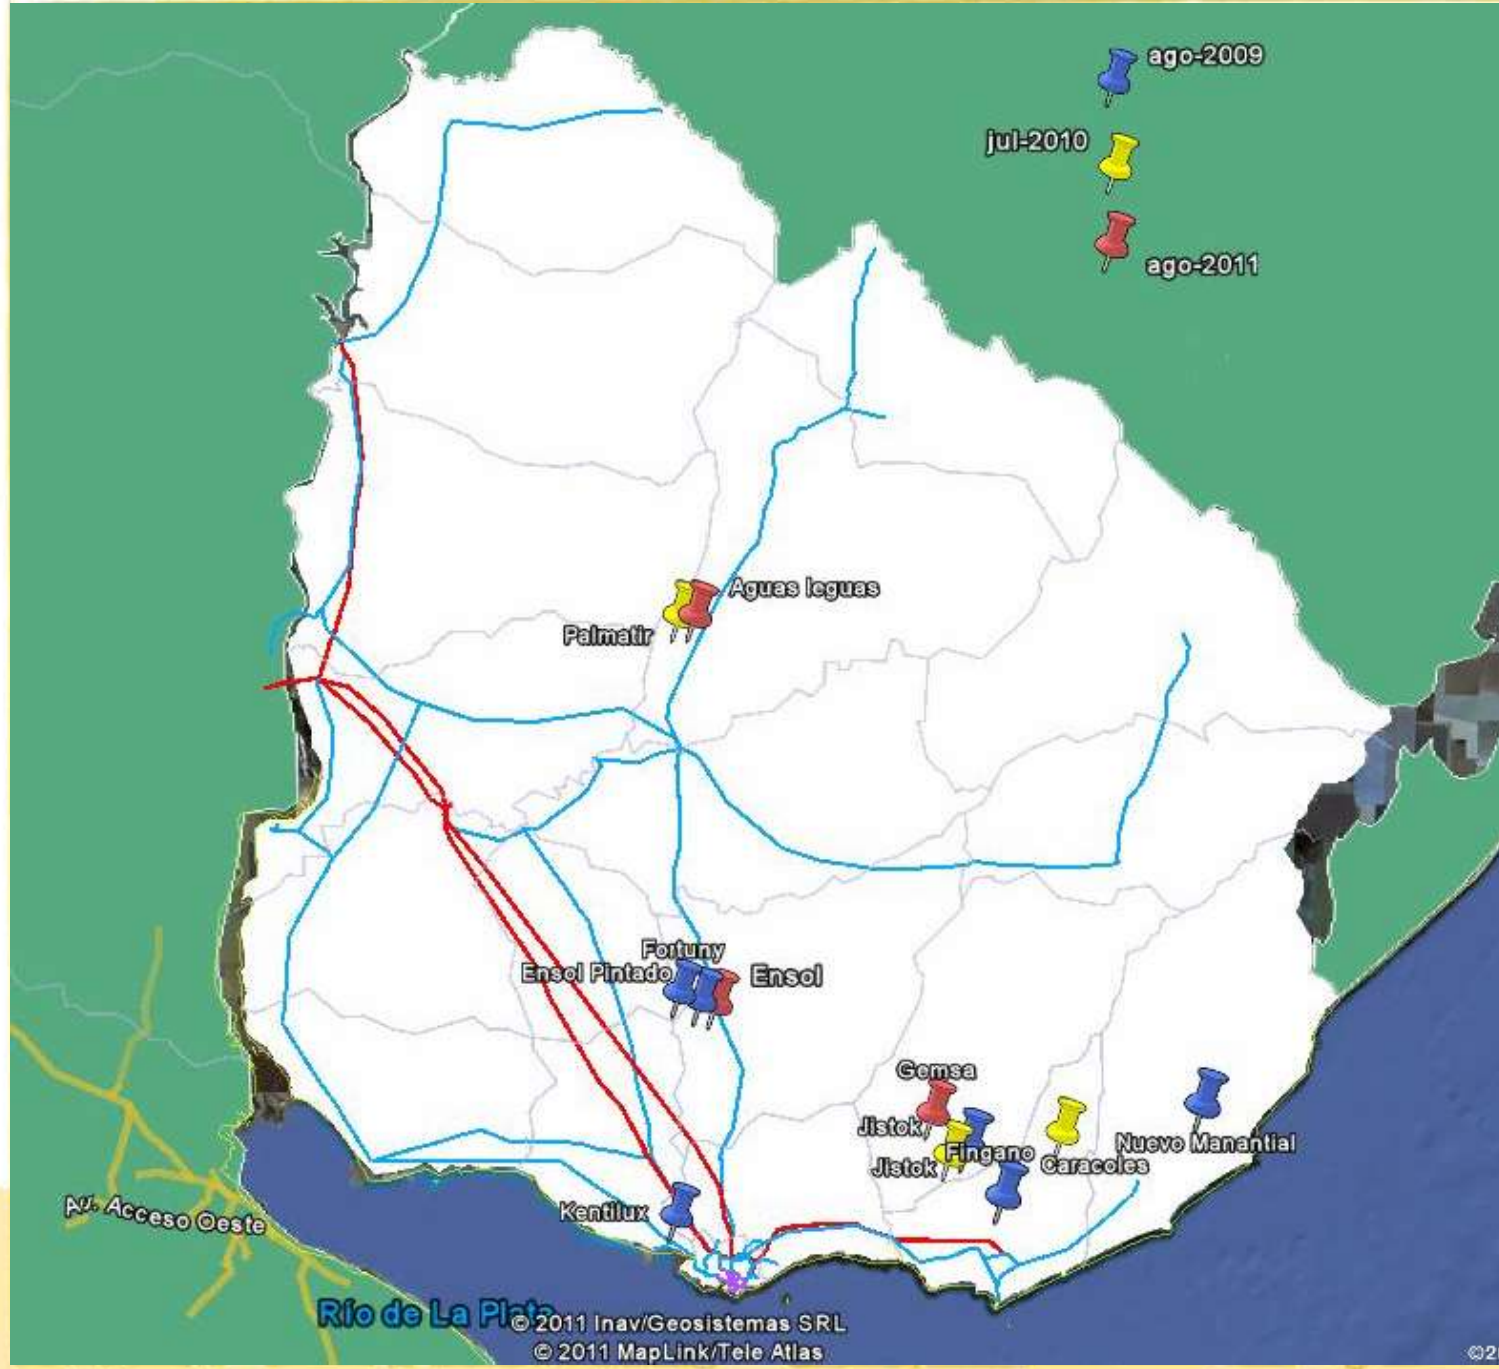 ago-2009
jul-2010
ago-2011
Aguas leguas
Palmatir
Fortuny
Ensol Pintado
Ensol
Gemsa
Jistok
Fingano
Jistok
Caracoles
Nuevo Manantial
Kentilux
Av. Acceso Oeste
Río de La Plata
© 2011 Inav/Geosistemas SRL
© 2011 MapLink/Tele Atlas
©2